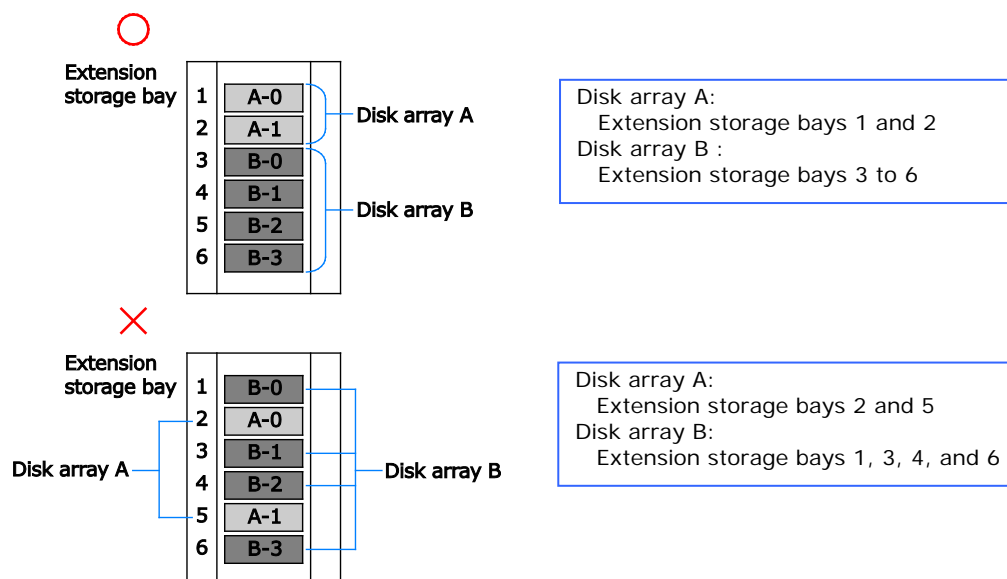 Extension
storage bay
1 A-0
2 A-1
3 B-0
4 B-1
5 B-2
6 B-3
Disk array A
Disk array B
Disk array A:
Extension storage bays 1 and 2
Disk array B :
Extension storage bays 3 to 6
Extension
storage bay
1 B-0
2 A-0
3 B-1
4 B-2
5 A-1
6 B-3
Disk array A
Disk array B
Disk array A:
Extension storage bays 2 and 5
Disk array B:
Extension storage bays 1, 3, 4, and 6